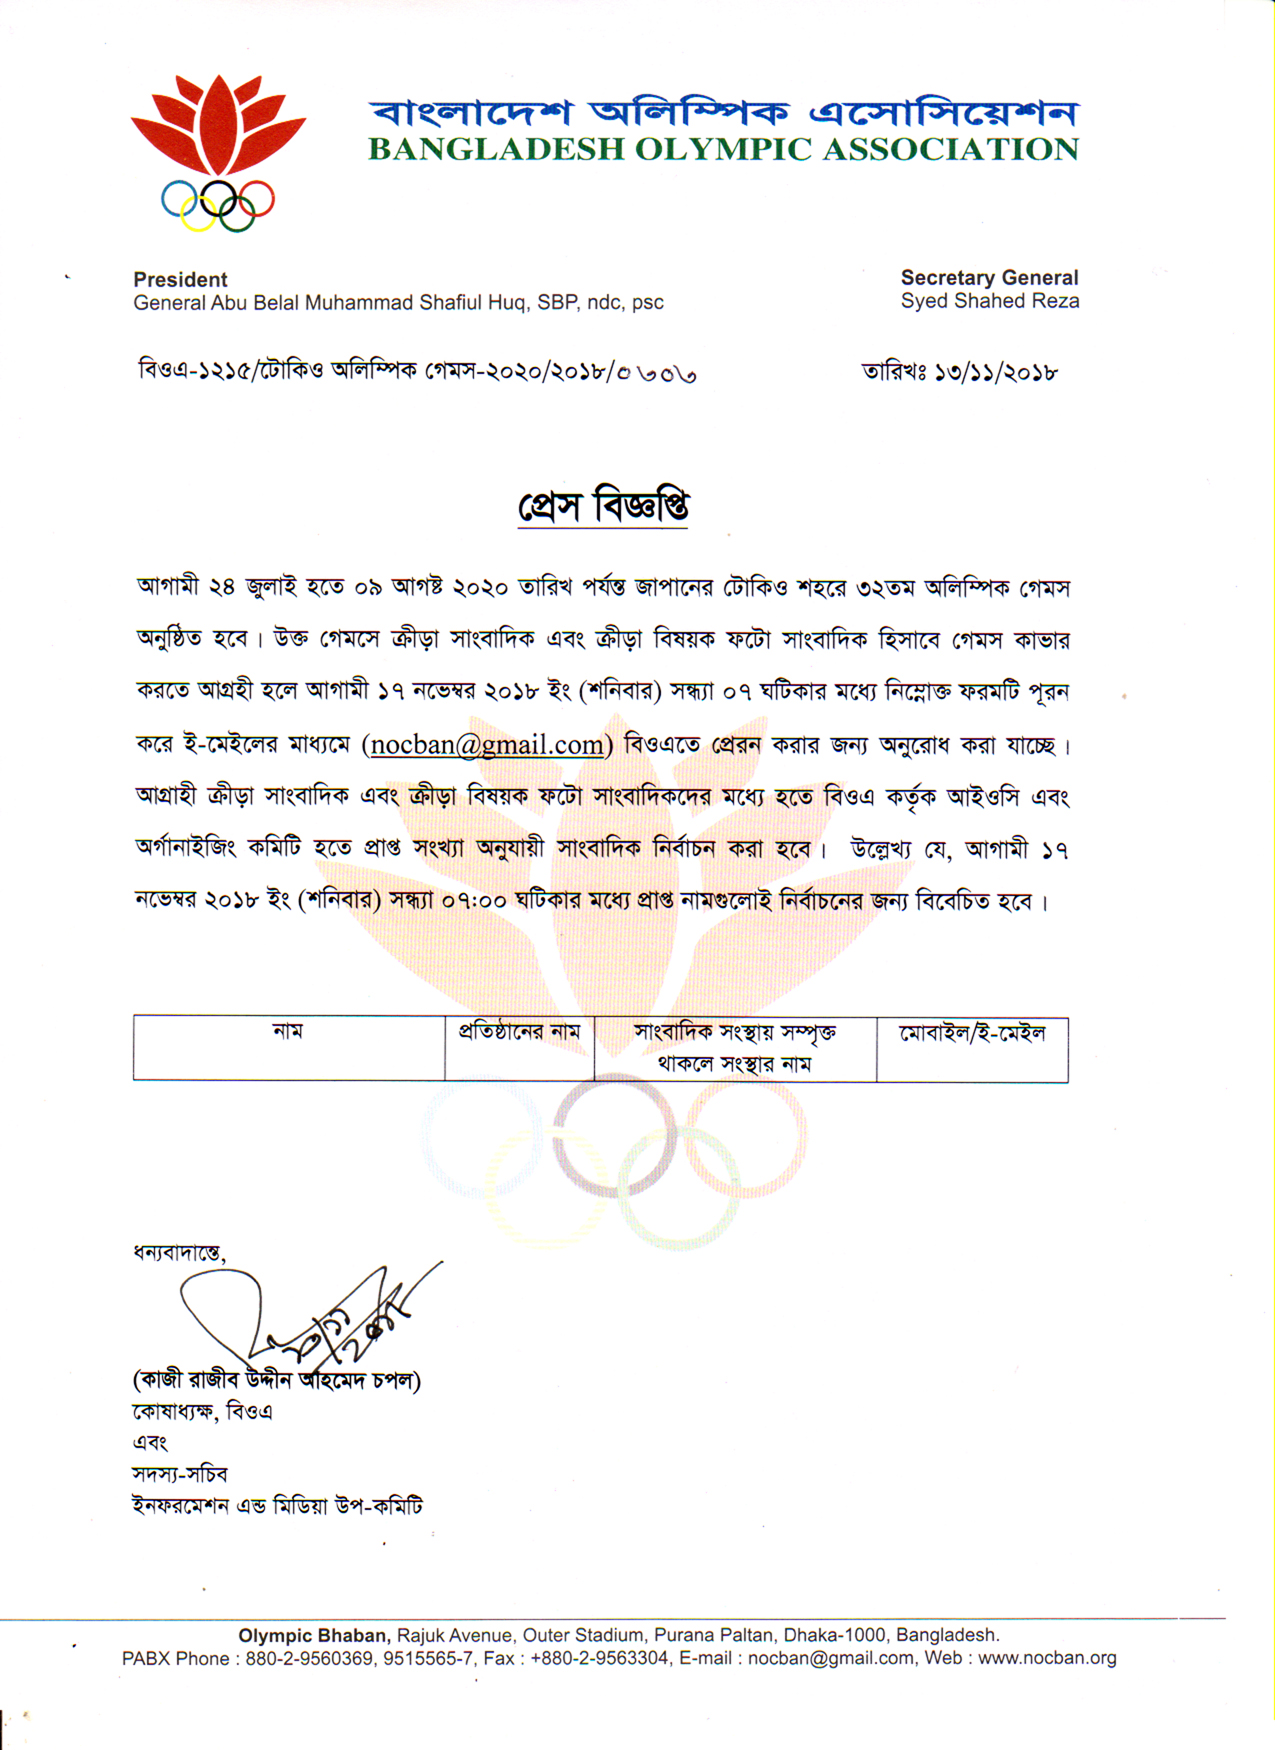 বাংলাদেশ অলিম্পিক এসোসিয়েশন
BANGLADESH OLYMPIC ASSOCIATION
President
General Abu Belal Muhammad Shafiul Huq, SBP, ndc, psc
Secretary General
Syed Shahed Reza
বিওএ-১২১৫/টোকিও অলিম্পিক গেমস-২০২০/২০১৮/০৬০৬
তারিখঃ ১৩/১১/২০১৮
প্রেস বিজ্ঞপ্তি
আগামী ২৪ জুলাই হতে ০৯ আগষ্ট ২০২০ তারিখ পর্যন্ত জাপানের টোকিও শহরে ৩২তম অলিম্পিক গেমস
অনুষ্ঠিত হবে। উক্ত গেমসে ক্রীড়া সাংবাদিক এবং ক্রীড়া বিষয়ক ফটো সাংবাদিক হিসাবে গেমস কাভার
করতে আগ্রহী হলে আগামী ১৭ নভেম্বর ২০১৮ ইং (শনিবার) সন্ধ্যা ০৭ ঘটিকার মধ্যে নিম্নোক্ত ফরমটি পূরন
করে ই-মেইলের মাধ্যমে (nocban@gmail.com) বিওএতে প্রেরন করার জন্য অনুরোধ করা যাচ্ছে।
আগ্রহী ক্রীড়া সাংবাদিক এবং ক্রীড়া বিষয়ক ফটো সাংবাদিকদের মধ্যে হতে বিওএ কর্তৃক আইওসি এবং
অর্গানাইজিং কমিটি হতে প্রাপ্ত সংখ্যা অনুযায়ী সাংবাদিক নির্বাচন করা হবে। উল্লেখ্য যে, আগামী ১৭
নভেম্বর ২০১৮ ইং (শনিবার) সন্ধ্যা ০৭:০০ ঘটিকার মধ্যে প্রাপ্ত নামগুলোই নির্বাচনের জন্য বিবেচিত হবে।
নাম
প্রতিষ্ঠানের নাম
সাংবাদিক সংস্থায় সম্পৃক্ত
থাকলে সংস্থার নাম
মোবাইল/ই-মেইল
ধন্যবাদান্তে,
(কাজী রাজীব উদ্দীন আহমেদ চপল)
কোষাধ্যক্ষ, বিওএ
এবং
সদস্য-সচিব
ইনফরমেশন এন্ড মিডিয়া উপ-কমিটি
Olympic Bhaban, Rajuk Avenue, Outer Stadium, Purana Paltan, Dhaka-1000, Bangladesh.
PABX Phone : 880-2-9560369, 9515565-7, Fax : +880-2-9563304, E-mail : nocban@gmail.com, Web : www.nocban.org